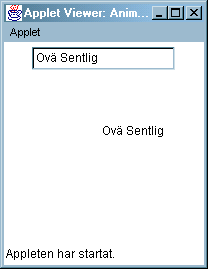 Applet Viewer: Anim...
Applet
Ovä Sentlig
Ovä Sentlig
Appleten har startat.